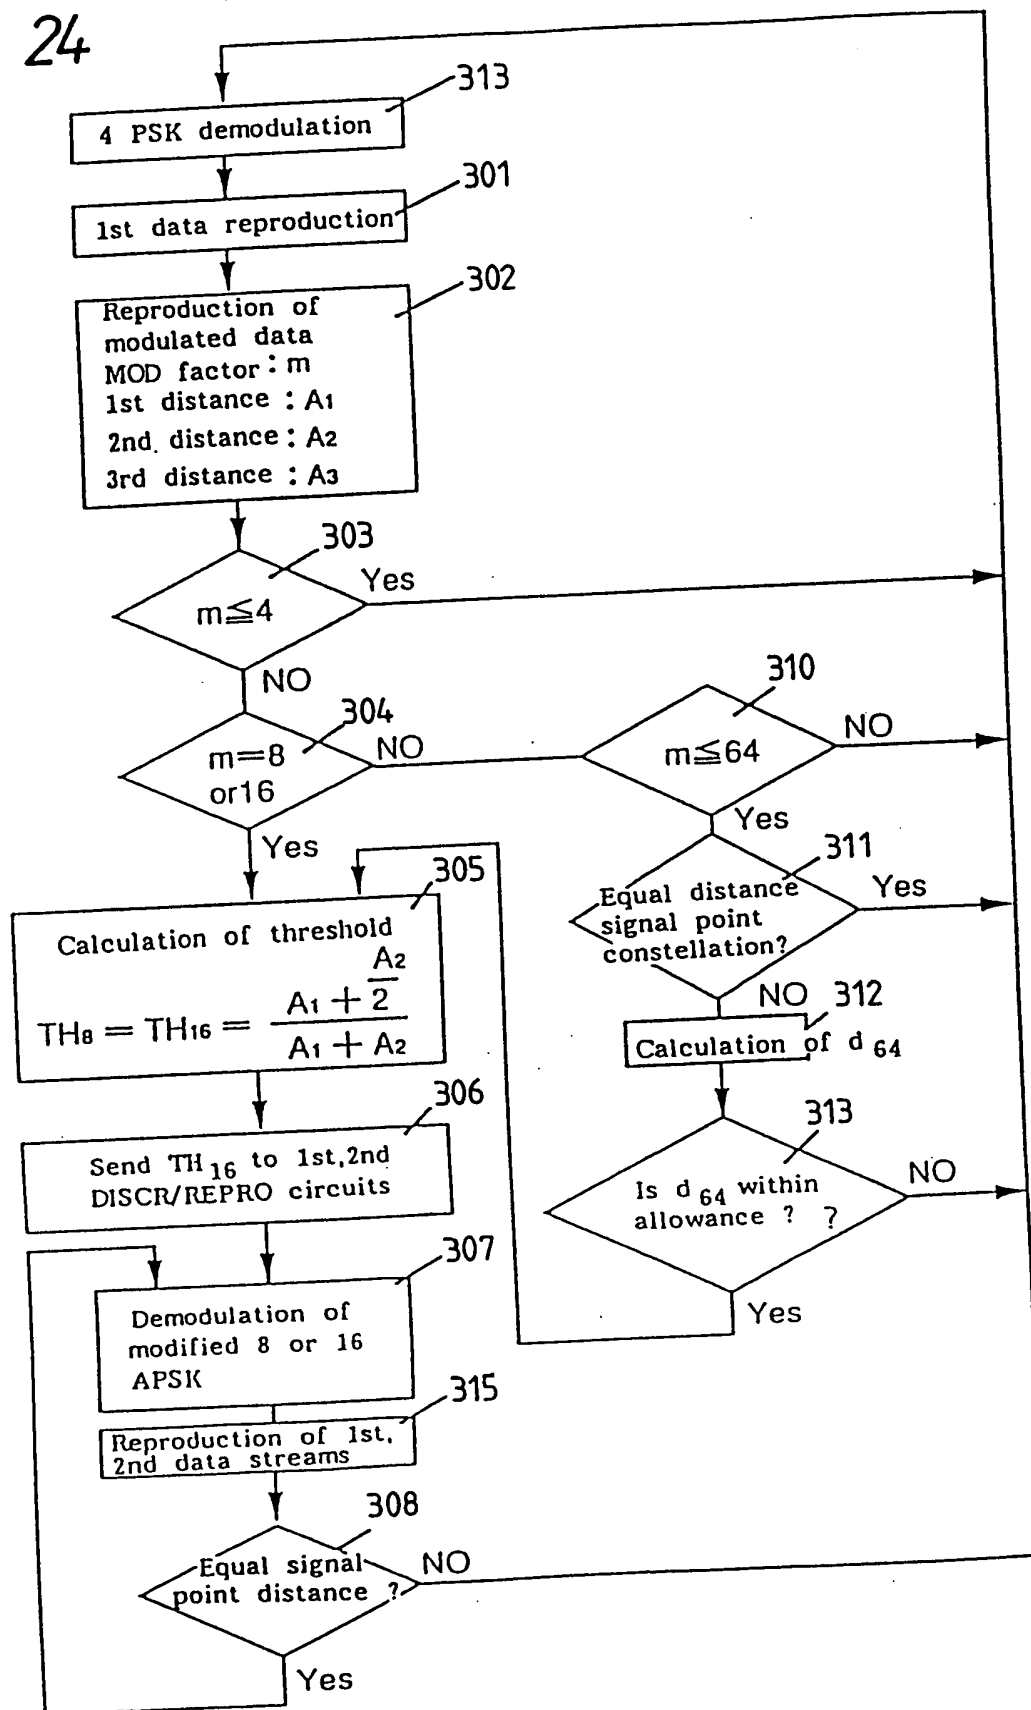 24
313
4 PSK demodulation
301
1st data reproduction
302
Reproduction of
modulated data
MOD factor : m
1st distance : A1
2nd. distance : A2
3rd distance : A3
303
m≦4
Yes
NO
304
m=8
or16
NO
Yes
310
m≦64
NO
Yes
311
Equal distance
signal point
constellation?
Yes
NO
312
Calculation of d 64
313
Is d64 within
allowance ? ?
NO
Yes
305
Calculation of threshold
TH8 = TH16 = (A1 + A2/2) / (A1 + A2)
306
Send TH16 to 1st,2nd
DISCR/REPRO circuits
307
Demodulation of
modified 8 or 16
APSK
315
Reproduction of 1st,
2nd data streams
308
Equal signal
point distance ?
NO
Yes